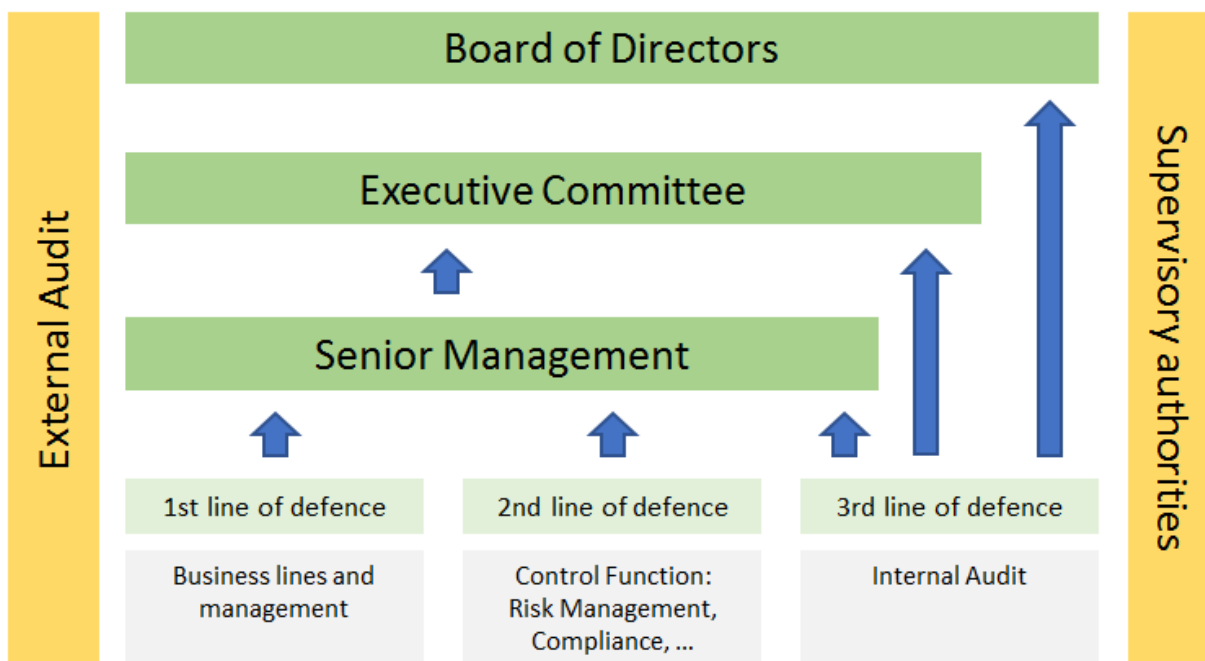 External Audit
Board of Directors
Executive Committee
Senior Management
1st line of defence
Business lines and
management
2nd line of defence
Control Function:
Risk Management,
Compliance, ...
3rd line of defence
Internal Audit
Supervisory authorities